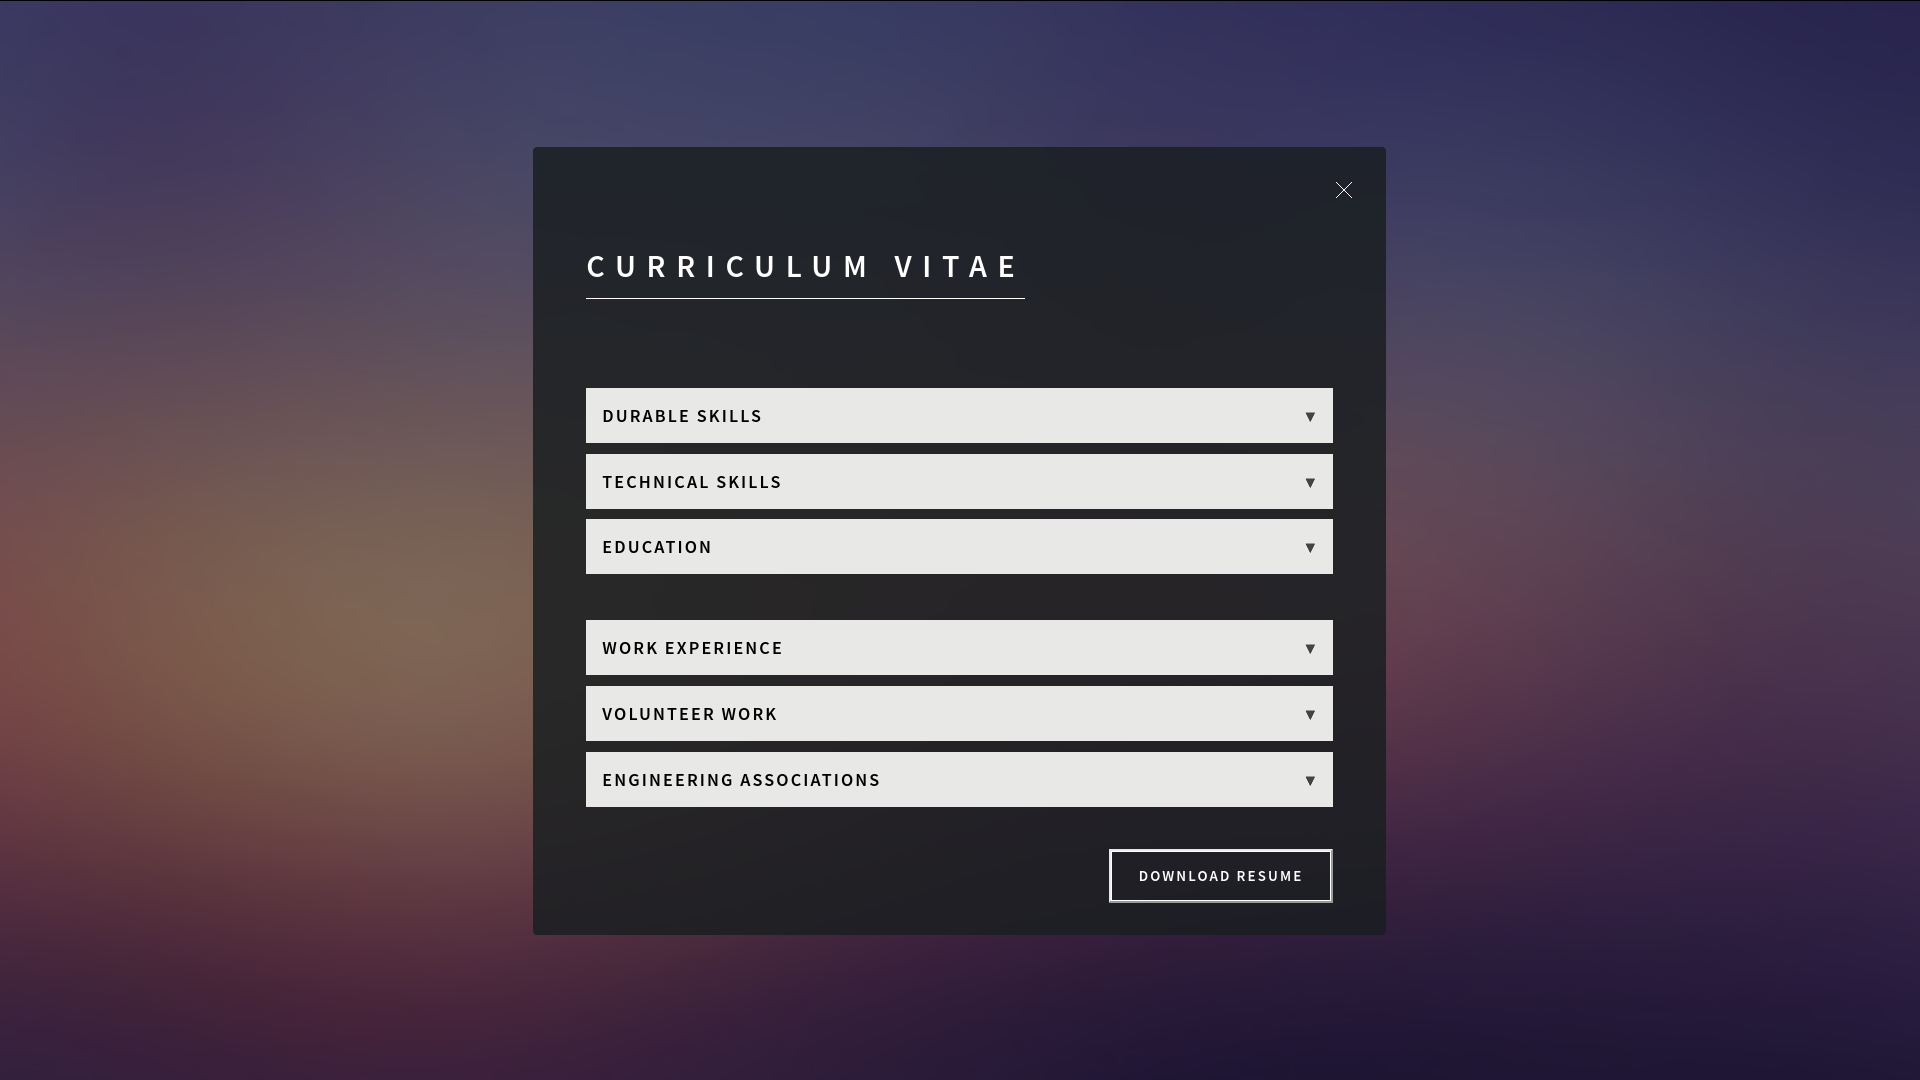 CURRICULUM VITAE
DURABLE SKILLS
TECHNICAL SKILLS
EDUCATION
WORK EXPERIENCE
VOLUNTEER WORK
ENGINEERING ASSOCIATIONS
DOWNLOAD RESUME